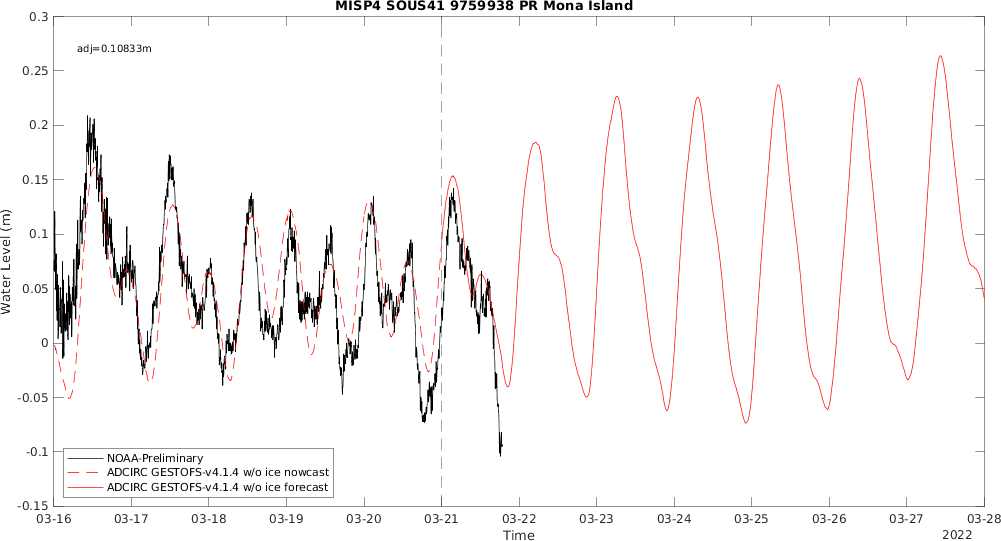 MISP4 SOUS41 9759938 PR Mona Island
adj=0.10833m
0.3
0.25
0.2
0.15
0.1
0.05
0
-0.05
-0.1
-0.15
Water Level (m)
NOAA-Preliminary
ADCIRC GESTOFS-v4.1.4 w/o ice nowcast
ADCIRC GESTOFS-v4.1.4 w/o ice forecast
03-16 03-17 03-18 03-19 03-20 03-21 03-22 03-23 03-24 03-25 03-26 03-27 03-28
Time
2022